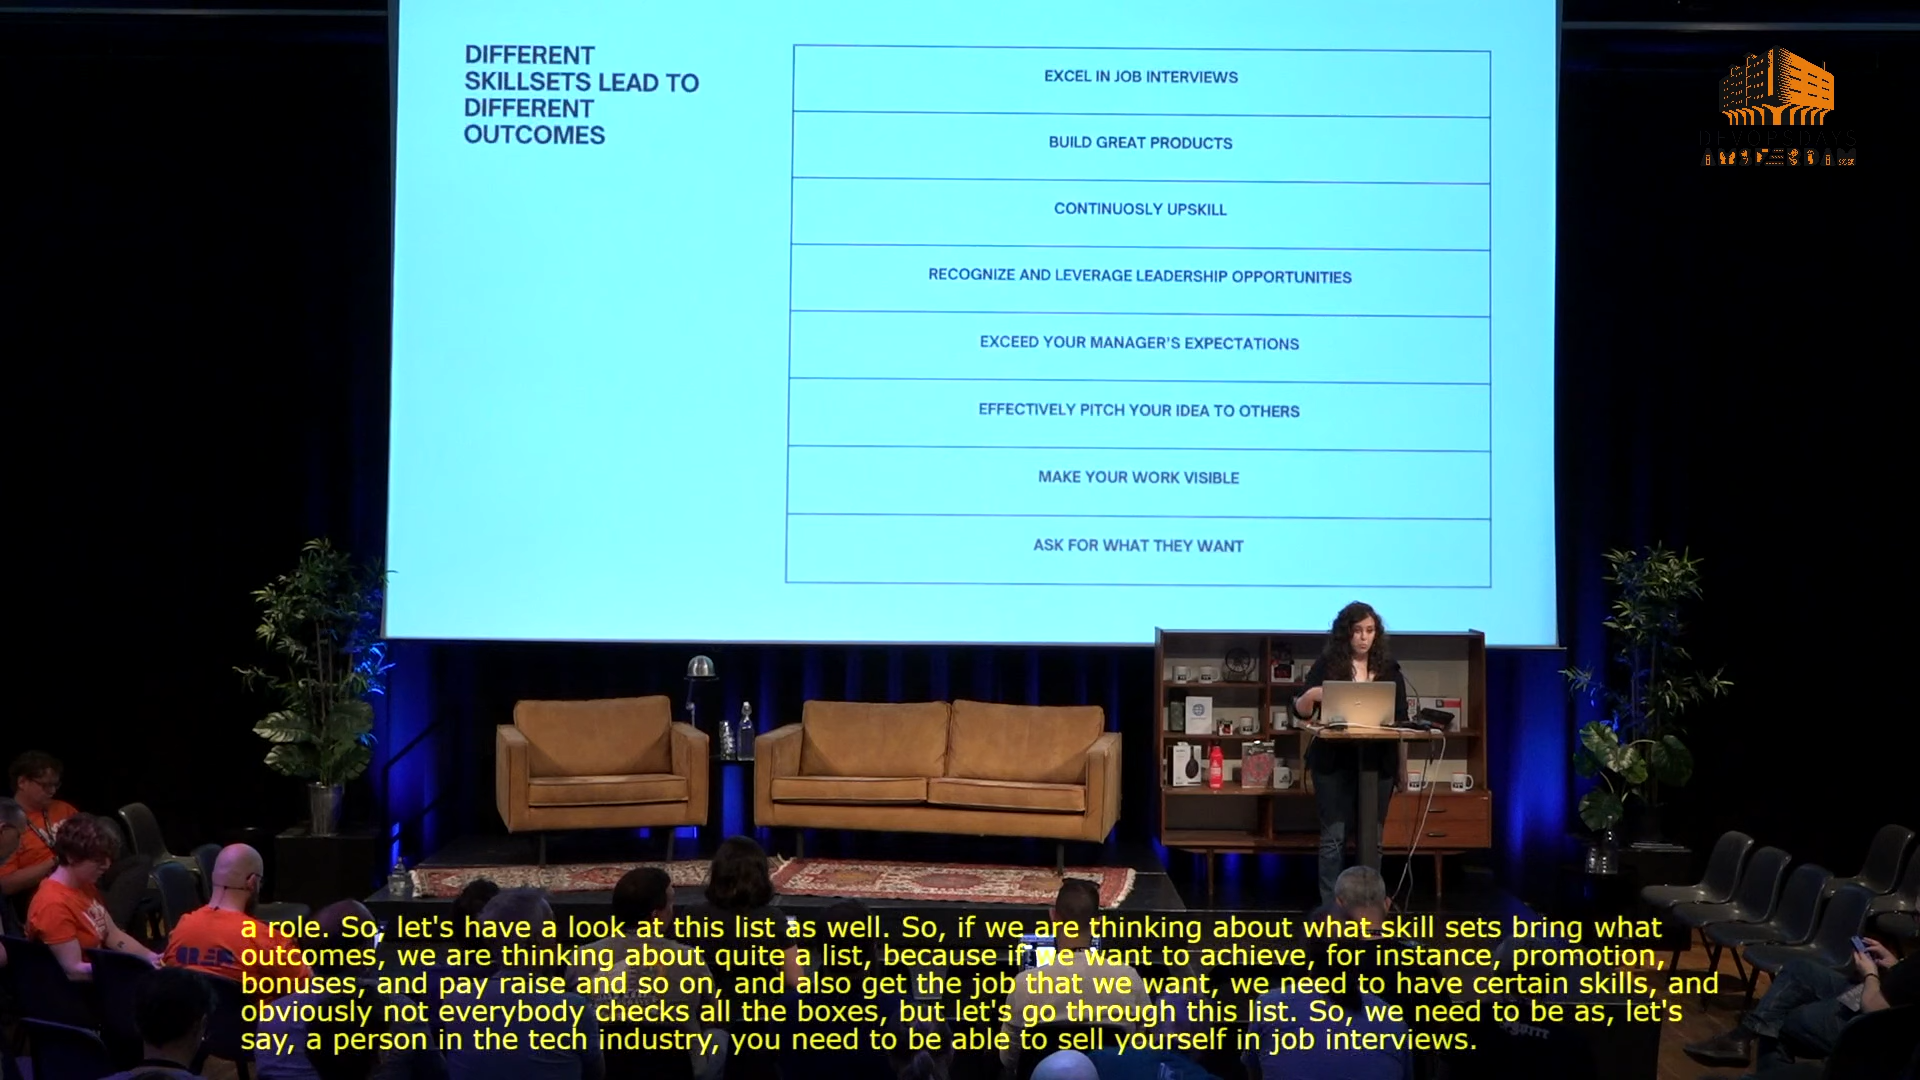 DIFFERENT
SKILLSETS LEAD TO
DIFFERENT
OUTCOMES
EXCEL IN JOB INTERVIEWS
BUILD GREAT PRODUCTS
CONTINUOSLY UPSKILL
RECOGNIZE AND LEVERAGE LEADERSHIP OPPORTUNITIES
EXCEED YOUR MANAGER'S EXPECTATIONS
EFFECTIVELY PITCH YOUR IDEA TO OTHERS
MAKE YOUR WORK VISIBLE
ASK FOR WHAT THEY WANT
DEVOPSDAYS
AMSTERDAM
a role. So, let's have a look at this list as well. So, if we are thinking about what skill sets bring what
outcomes, we are thinking about quite a list, because if we want to achieve, for instance, promotion,
bonuses, and pay raise and so on, and also get the job that we want, we need to have certain skills, and
obviously not everybody checks all the boxes, but let's go through this list. So, we need to be as, let's
say, a person in the tech industry, you need to be able to sell yourself in job interviews.